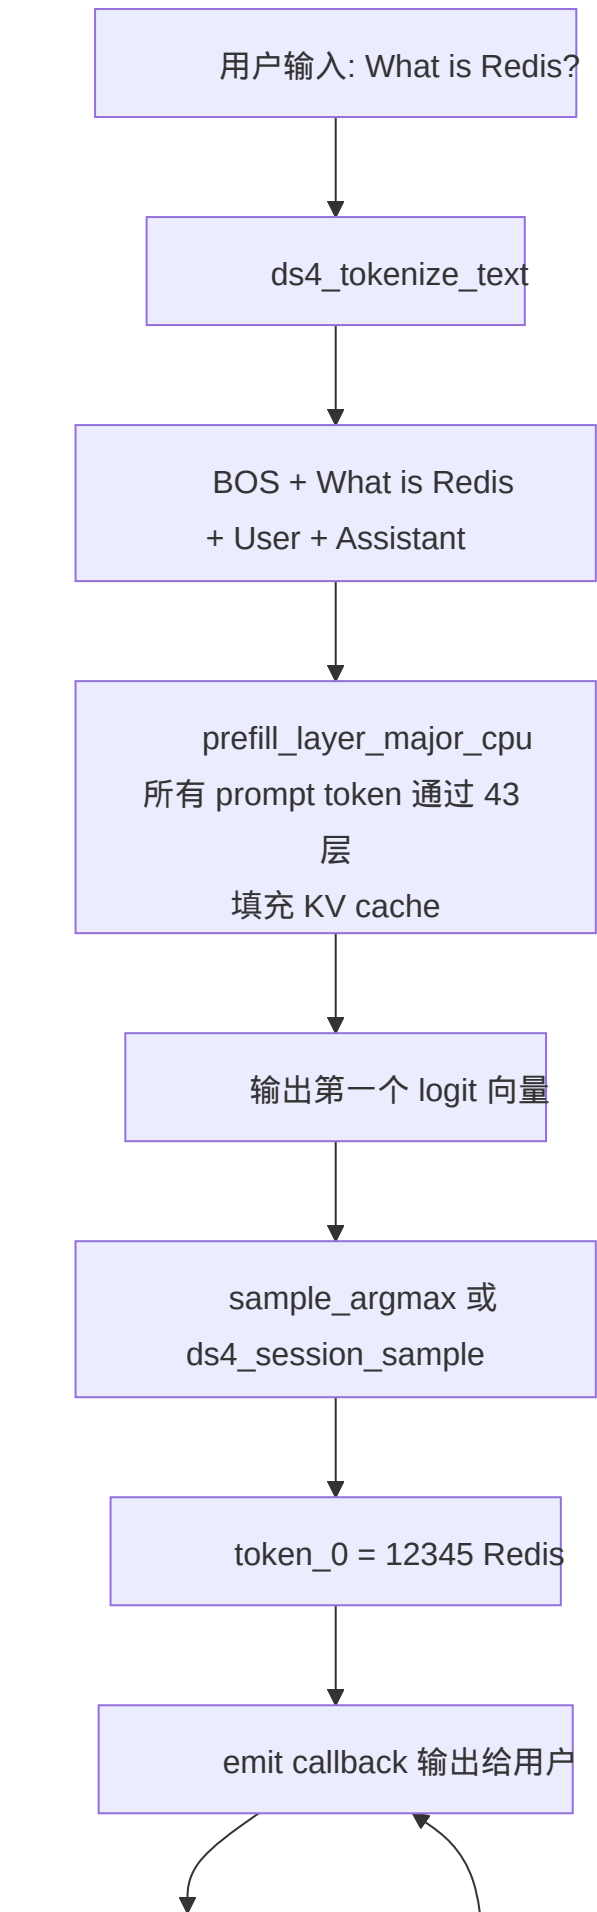 用户输入: What is Redis?
ds4_tokenize_text
BOS + What is Redis
+ User + Assistant
prefill_layer_major_cpu
所有 prompt token 通过 43
层
填充 KV cache
输出第一个 logit 向量
sample_argmax 或
ds4_session_sample
token_0 = 12345 Redis
emit callback 输出给用户